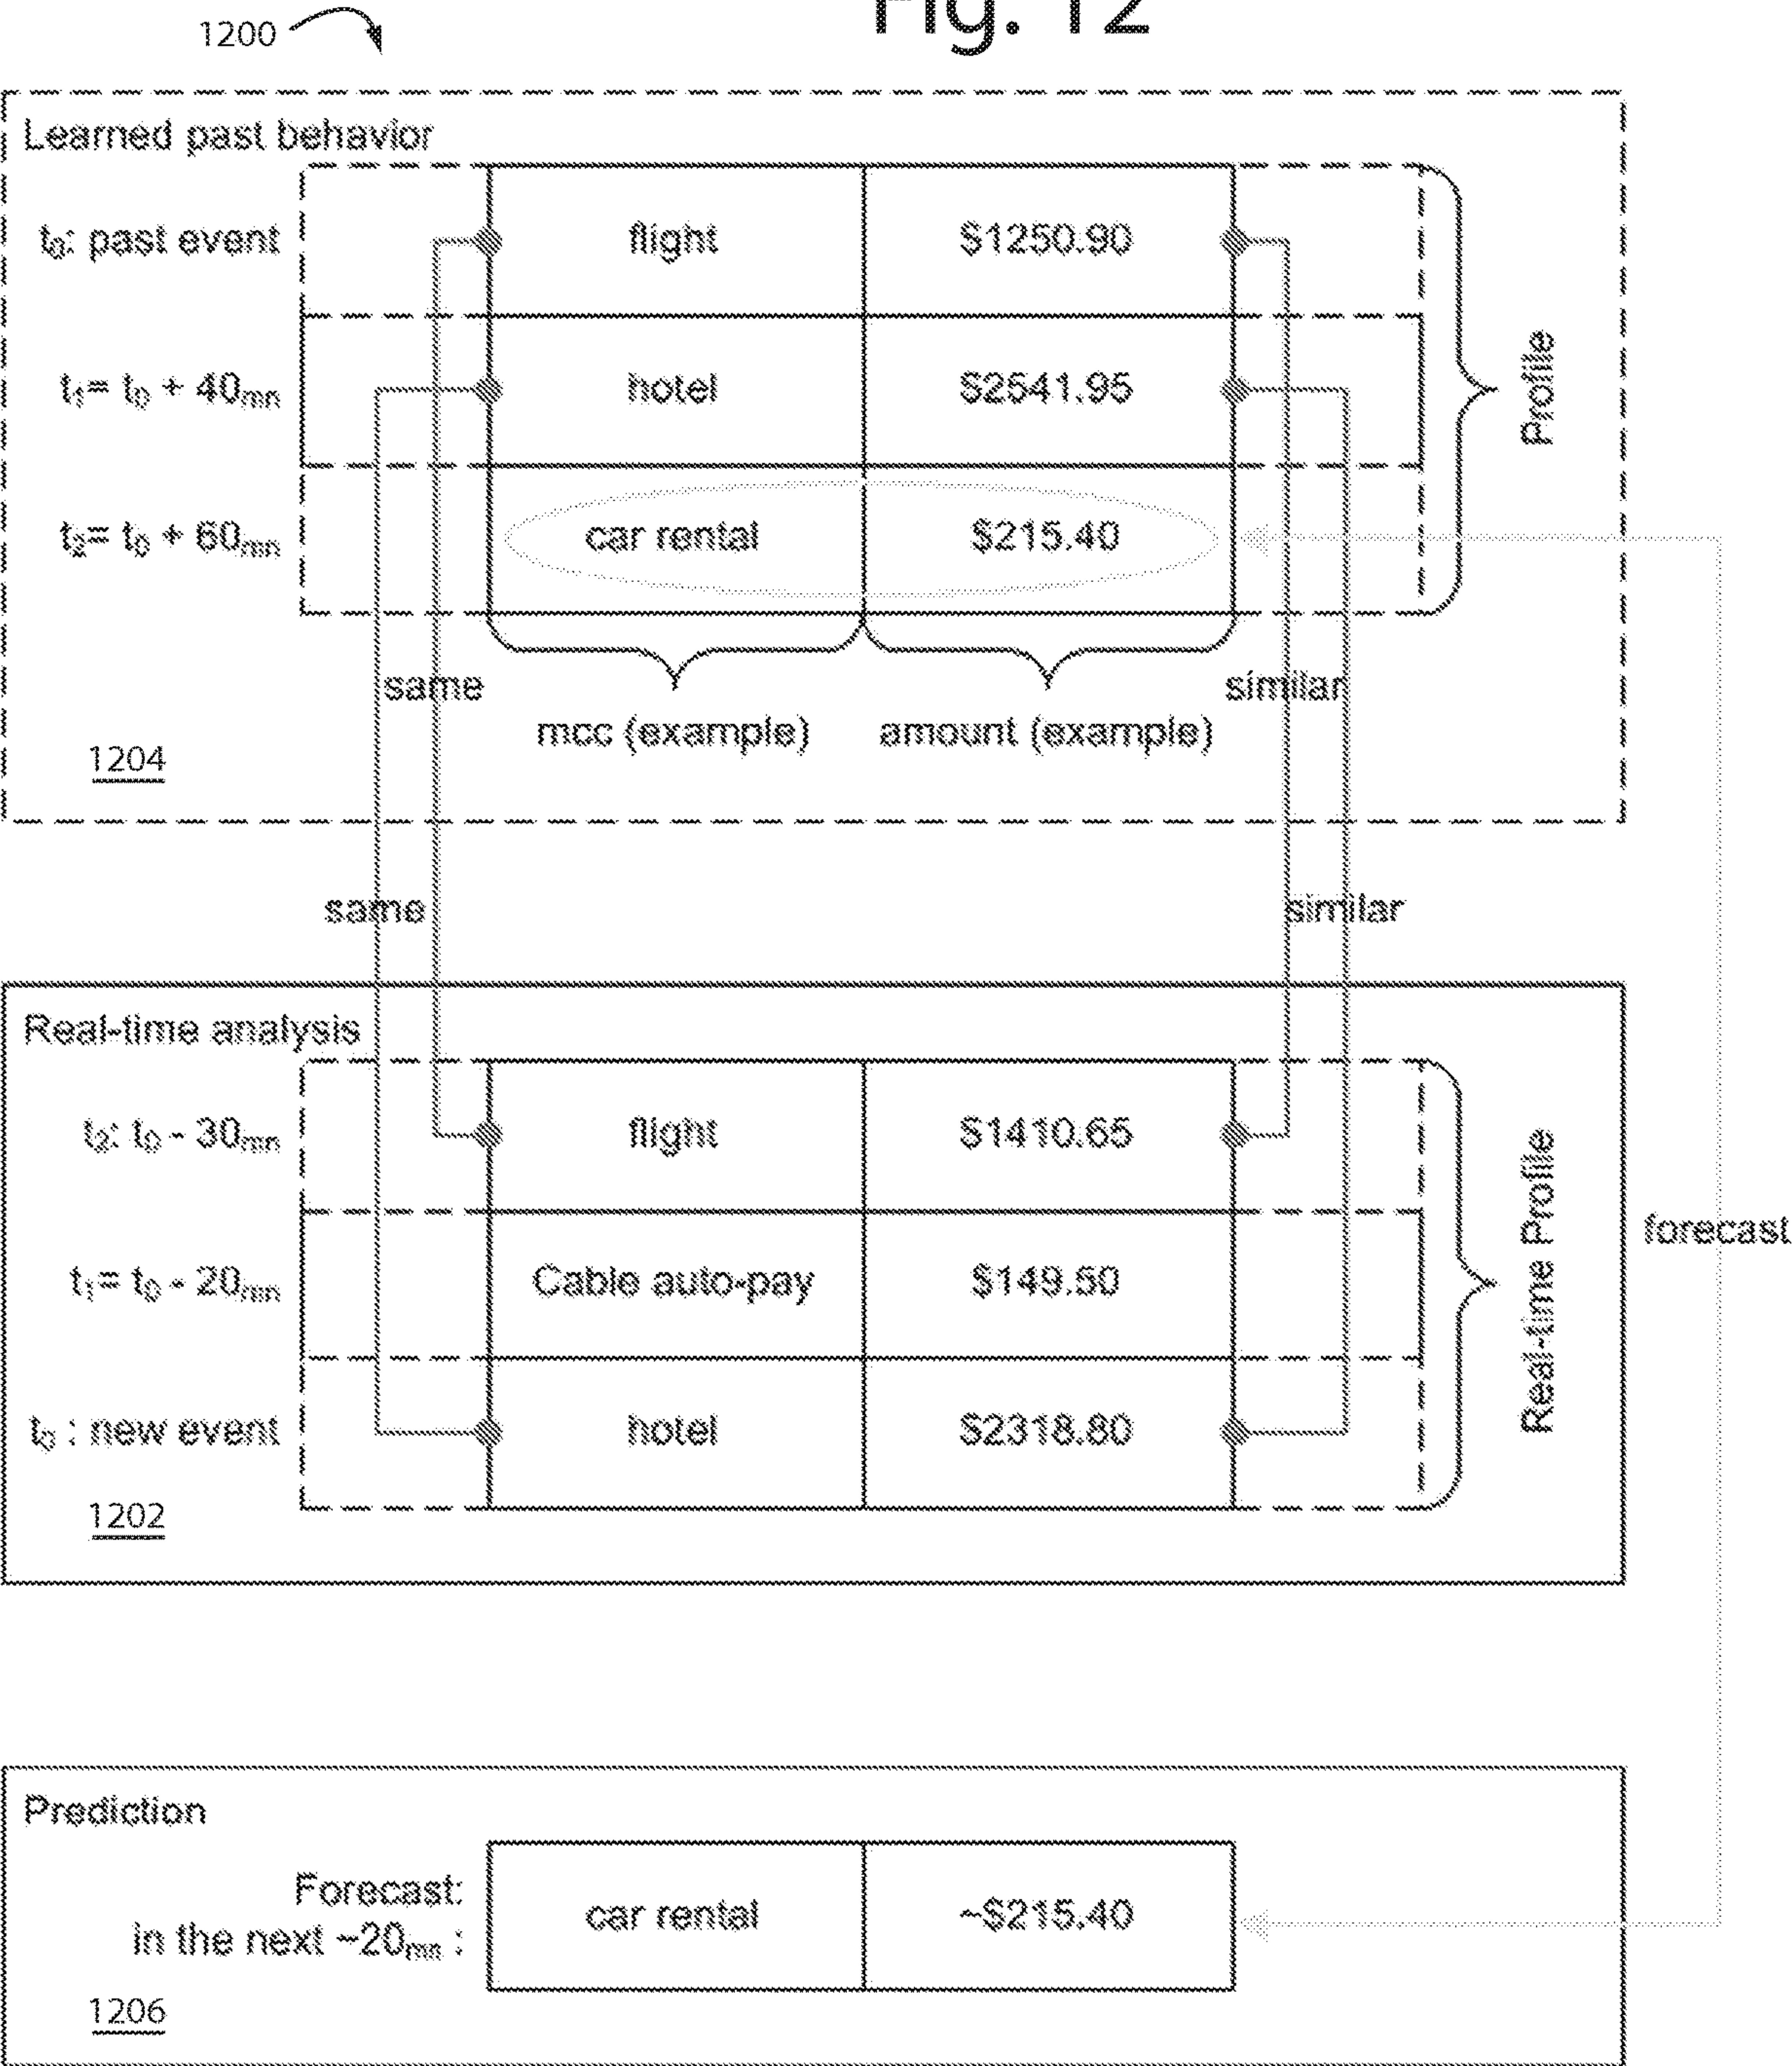 Fig. 12
1200
Learned past behavior
t₀: past event
flight
$1250.90
t₁= t₀ + 40mn
hotel
$2541.95
Profile
t₂= t₀ + 60mn
car rental
$215.40
same
similar
mcc (example)
amount (example)
1204
same
similar
Real-time analysis
t₂: t₀ - 30mn
flight
$1410.65
t₁= t₀ - 20mn
Cable auto-pay
$149.50
Real-time Profile
forecast
t₀ : new event
hotel
$2318.80
1202
Prediction
Forecast:
in the next ~20mn :
car rental
~$215.40
1206